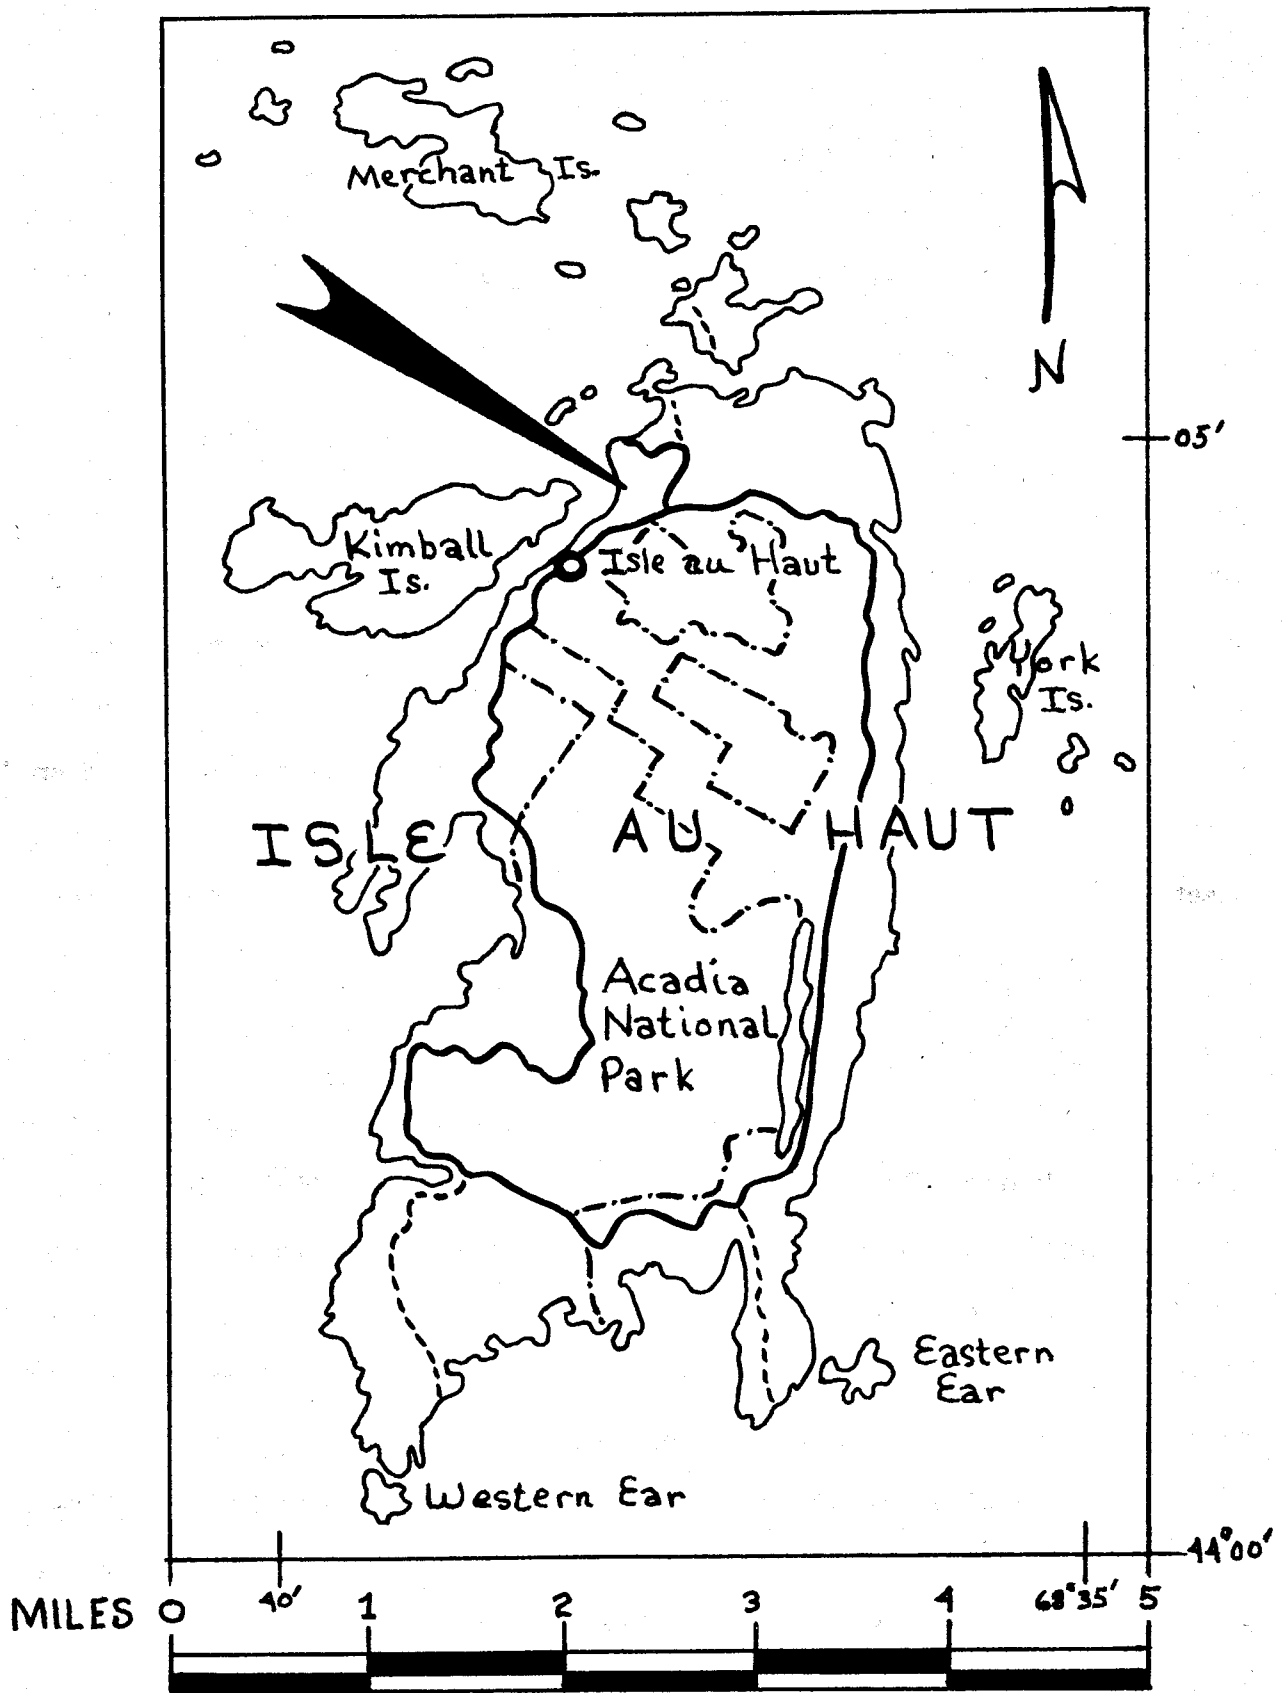 Merchant Is.
N
05'
Kimball
Is.
Isle au Haut
York
Is.
ISLE AU HAUT
Acadia
National
Park
Eastern
Ear
Western Ear
44°00'
MILES 0 40' 1 2 3 4 68°35' 5